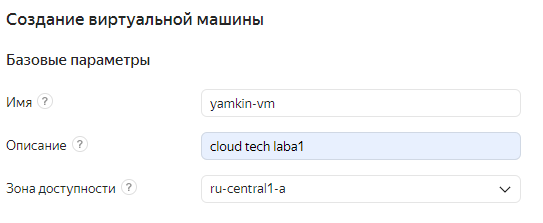 Создание виртуальной машины
Базовые параметры
Имя ? yamkin-vm
Описание ? cloud tech laba1
Зона доступности ? ru-central1-a